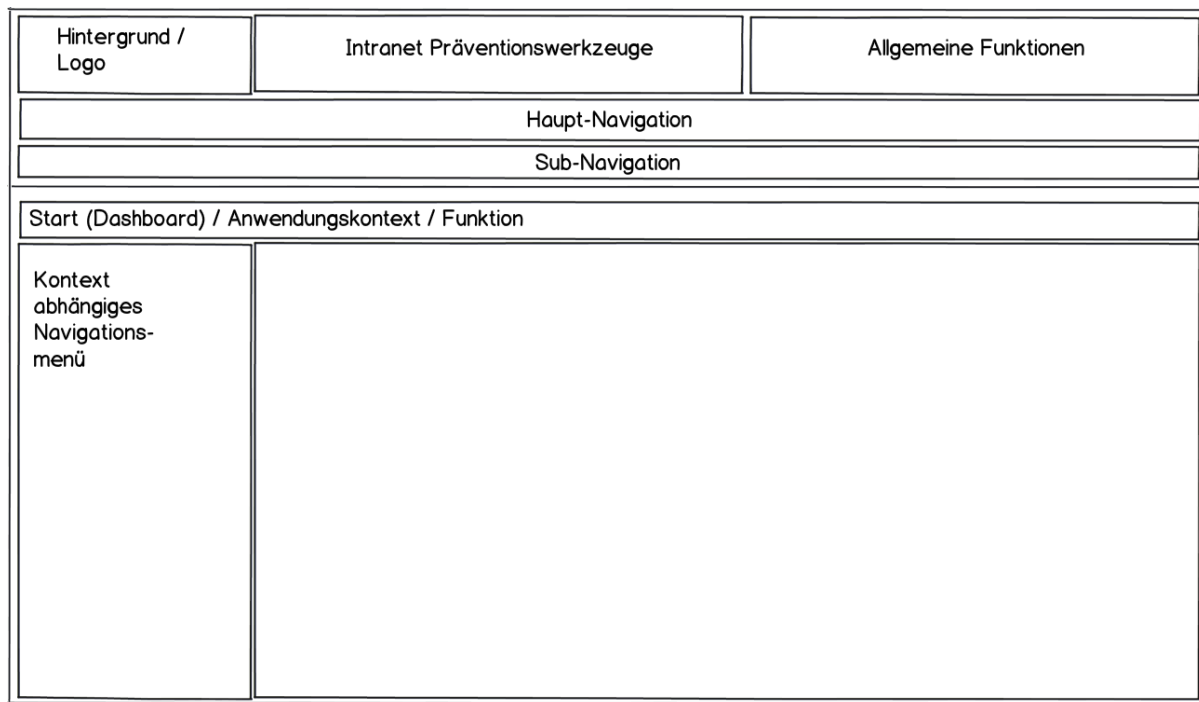 Hintergrund /
Logo
Intranet Präventionswerkzeuge
Allgemeine Funktionen
Haupt-Navigation
Sub-Navigation
Start (Dashboard) / Anwendungskontext / Funktion
Kontext
abhängiges
Navigations-
menü